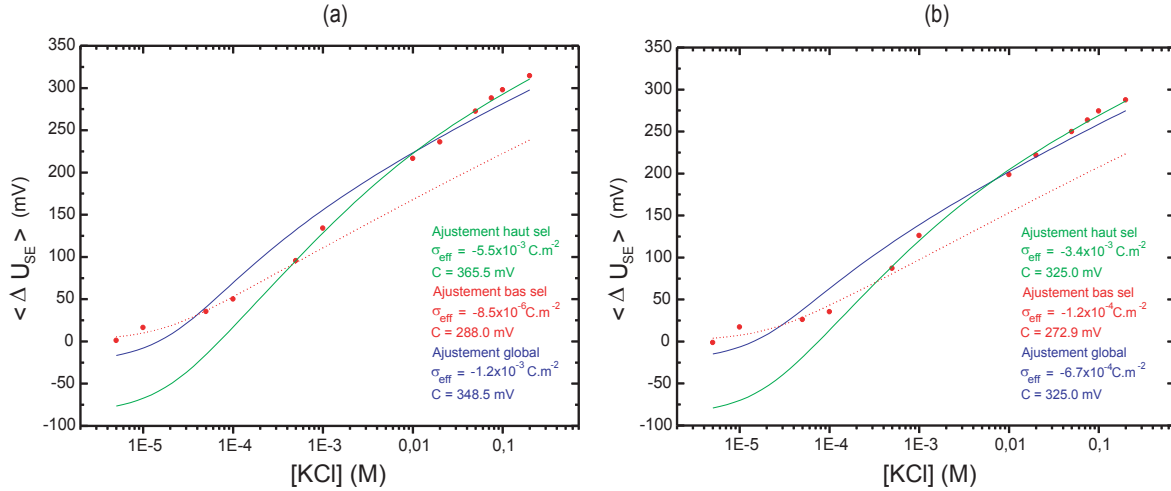 (a)
350
300
250
200
150
100
50
0
-50
-100
< Δ U_SE > (mV)
1E-5
1E-4
1E-3
0,01
0,1
[KCl] (M)
Ajustement haut sel
σ_eff = -5.5x10^-3 C.m^-2
C = 365.5 mV
Ajustement bas sel
σ_eff = -8.5x10^-6 C.m^-2
C = 288.0 mV
Ajustement global
σ_eff = -1.2x10^-3 C.m^-2
C = 348.5 mV
(b)
350
300
250
200
150
100
50
0
-50
-100
< Δ U_SE > (mV)
1E-5
1E-4
1E-3
0,01
0,1
[KCl] (M)
Ajustement haut sel
σ_eff = -3.4x10^-3 C.m^-2
C = 325.0 mV
Ajustement bas sel
σ_eff = -1.2x10^-4 C.m^-2
C = 272.9 mV
Ajustement global
σ_eff = -6.7x10^-4 C.m^-2
C = 325.0 mV